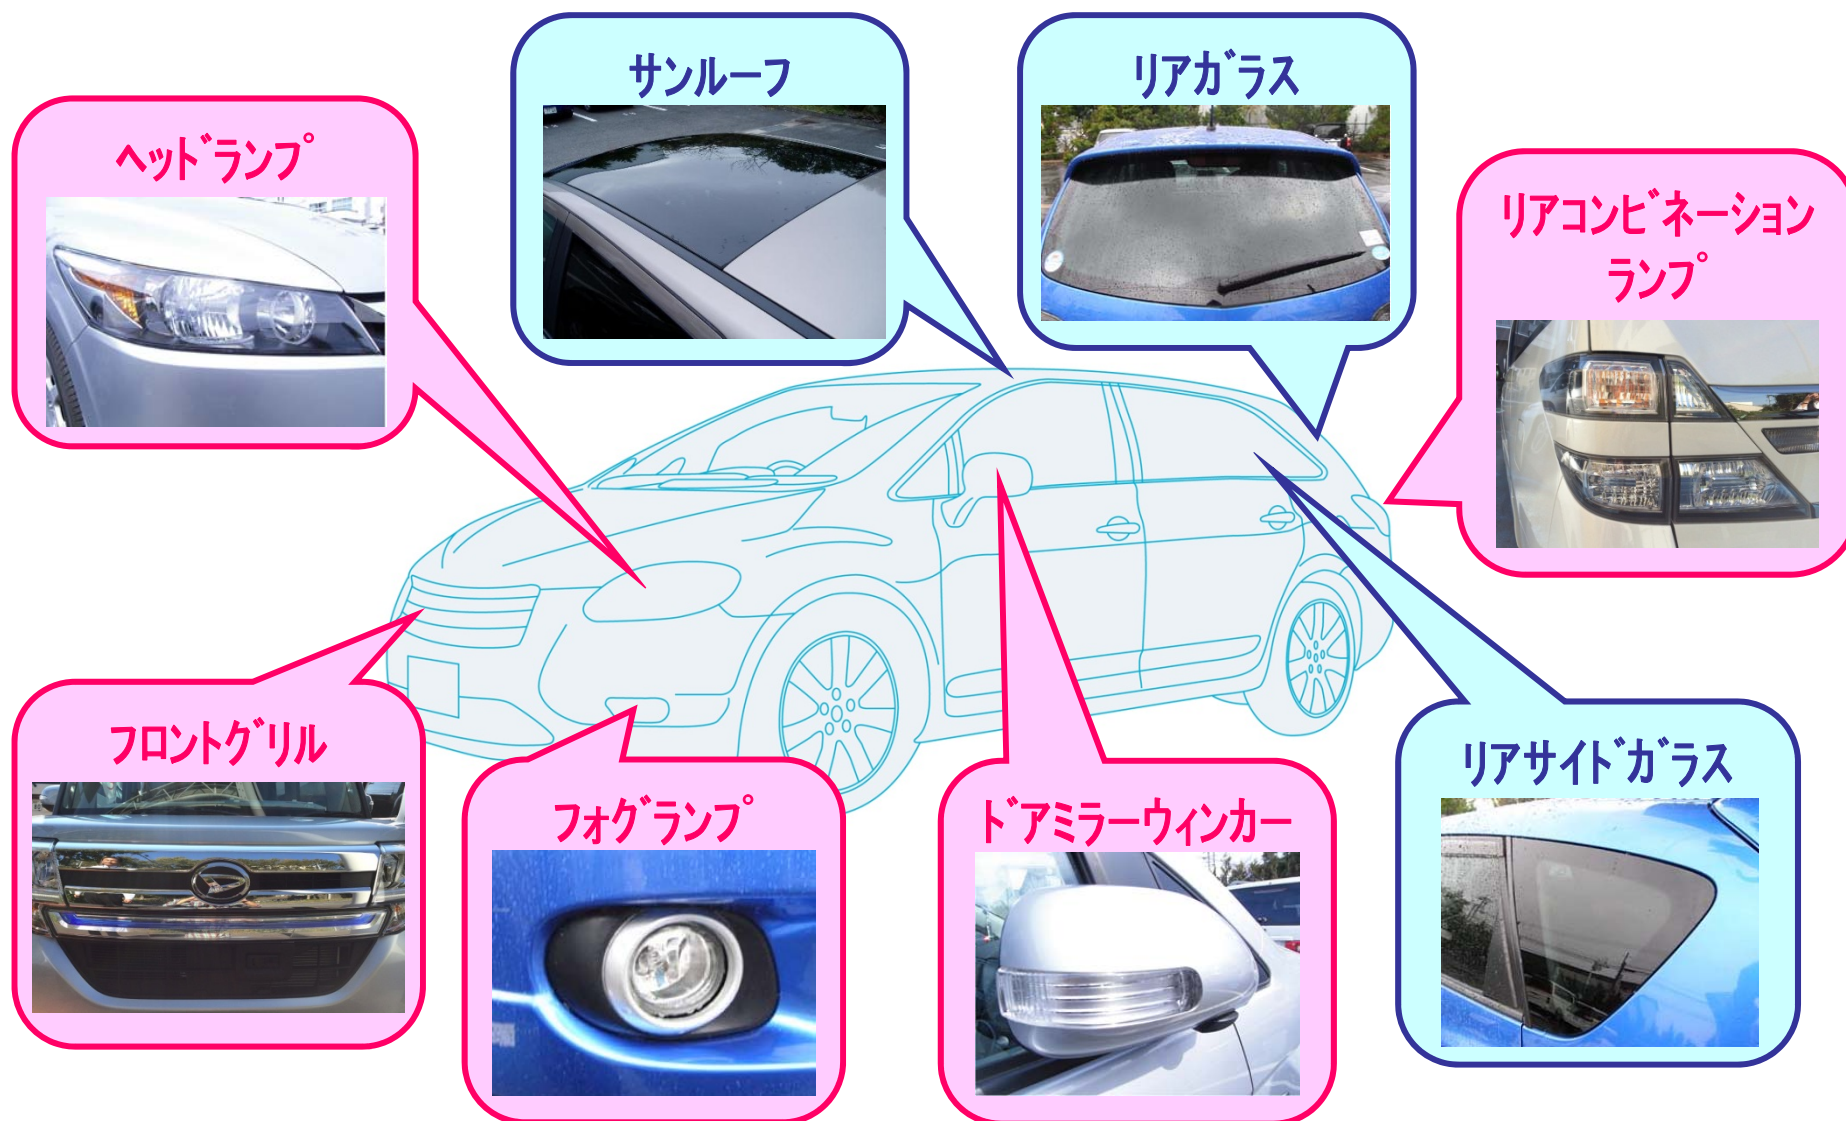 サンルーフ
リアガラス
ヘッドランプ
リアコンビネーション
ランプ
フロントグリル
フォグランプ
ドアミラーウィンカー
リアサイドガラス